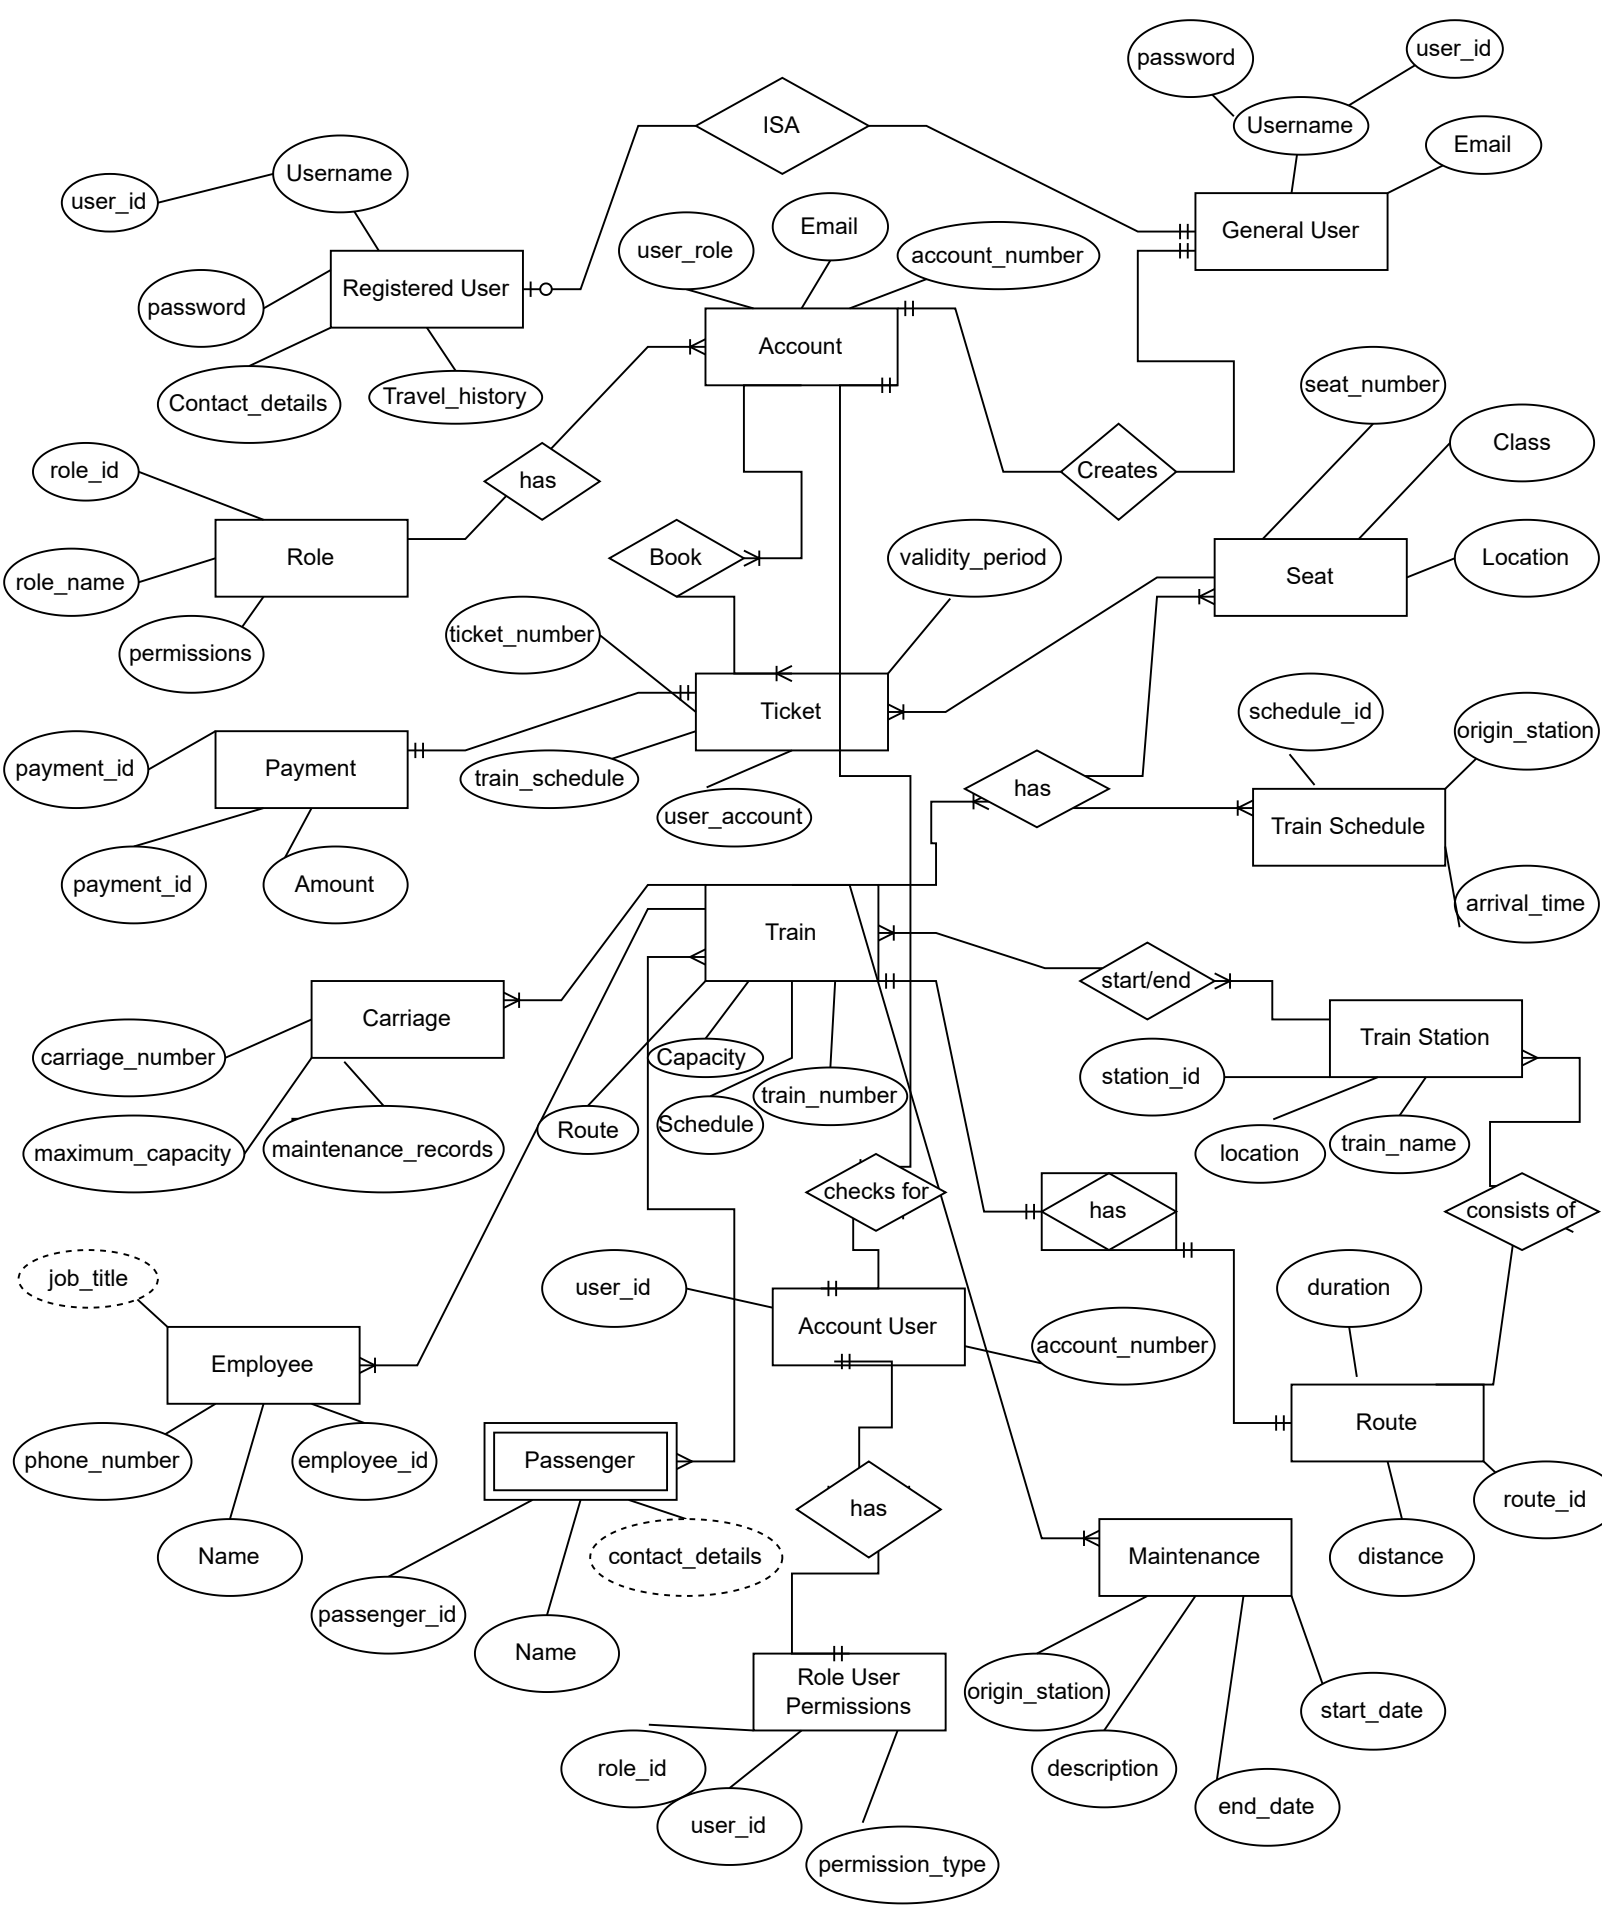 password
user_id
ISA
Username
Email
Username
user_id
Email
General User
user_role
account_number
Registered User
password
Account
seat_number
Contact_details
Travel_history
Class
role_id
has
Creates
Role
Book
validity_period
Seat
Location
role_name
ticket_number
permissions
Ticket
schedule_id
origin_station
payment_id
Payment
train_schedule
has
user_account
Train Schedule
payment_id
Amount
arrival_time
Train
start/end
Carriage
Train Station
carriage_number
Capacity
station_id
train_number
Route
Schedule
maximum_capacity
maintenance_records
location
train_name
checks for
has
consists of
job_title
user_id
duration
Account User
account_number
Employee
Route
phone_number
employee_id
Passenger
has
route_id
Name
contact_details
Maintenance
distance
passenger_id
Name
Role User
Permissions
origin_station
start_date
role_id
description
user_id
end_date
permission_type